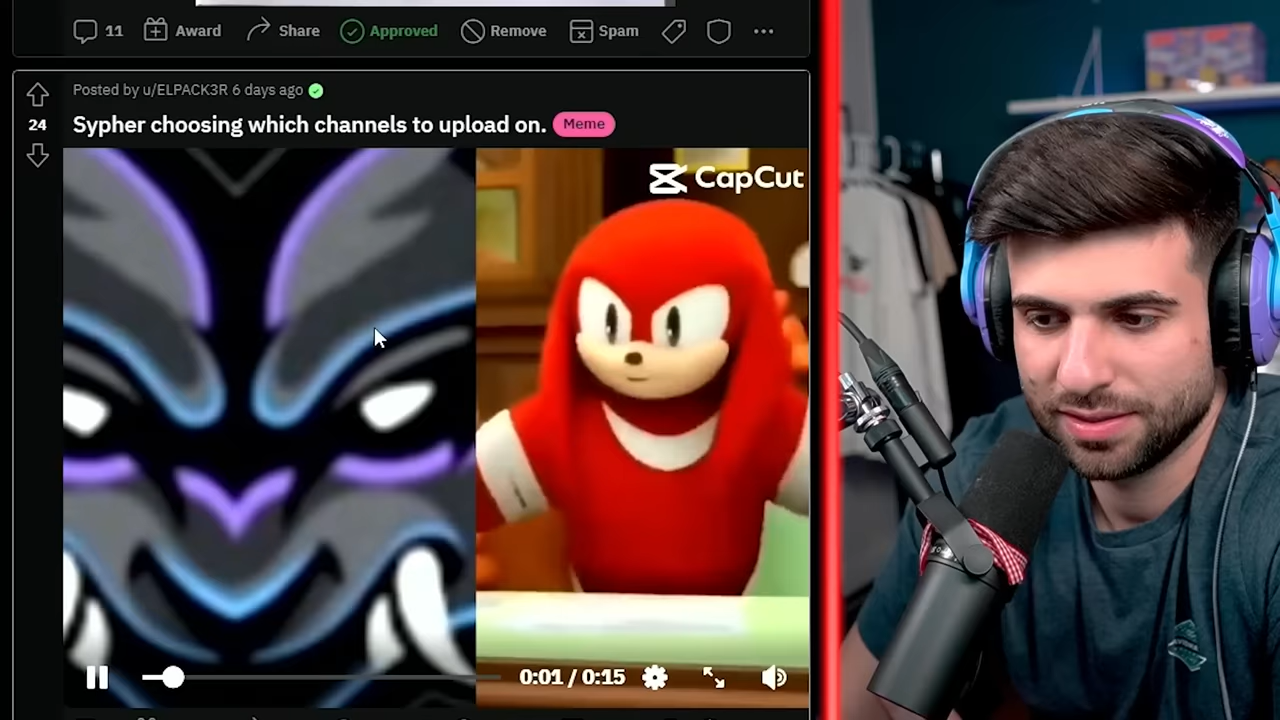 11 Award Share Approved Remove Spam
Posted by u/ELPACK3R 6 days ago
24
Sypher choosing which channels to upload on. Meme
CapCut
0:01 / 0:15